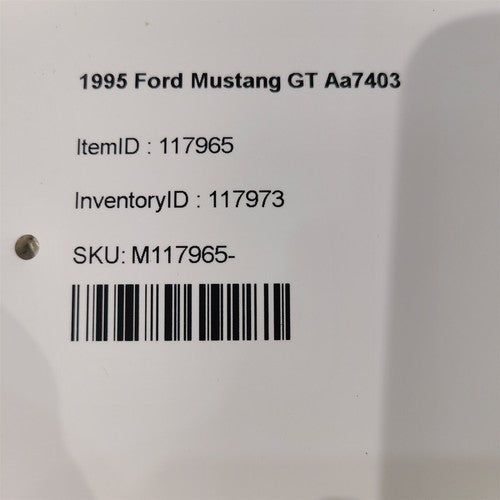 1995 Ford Mustang GT Aa7403
ItemID : 117965
InventoryID : 117973
SKU: M117965-